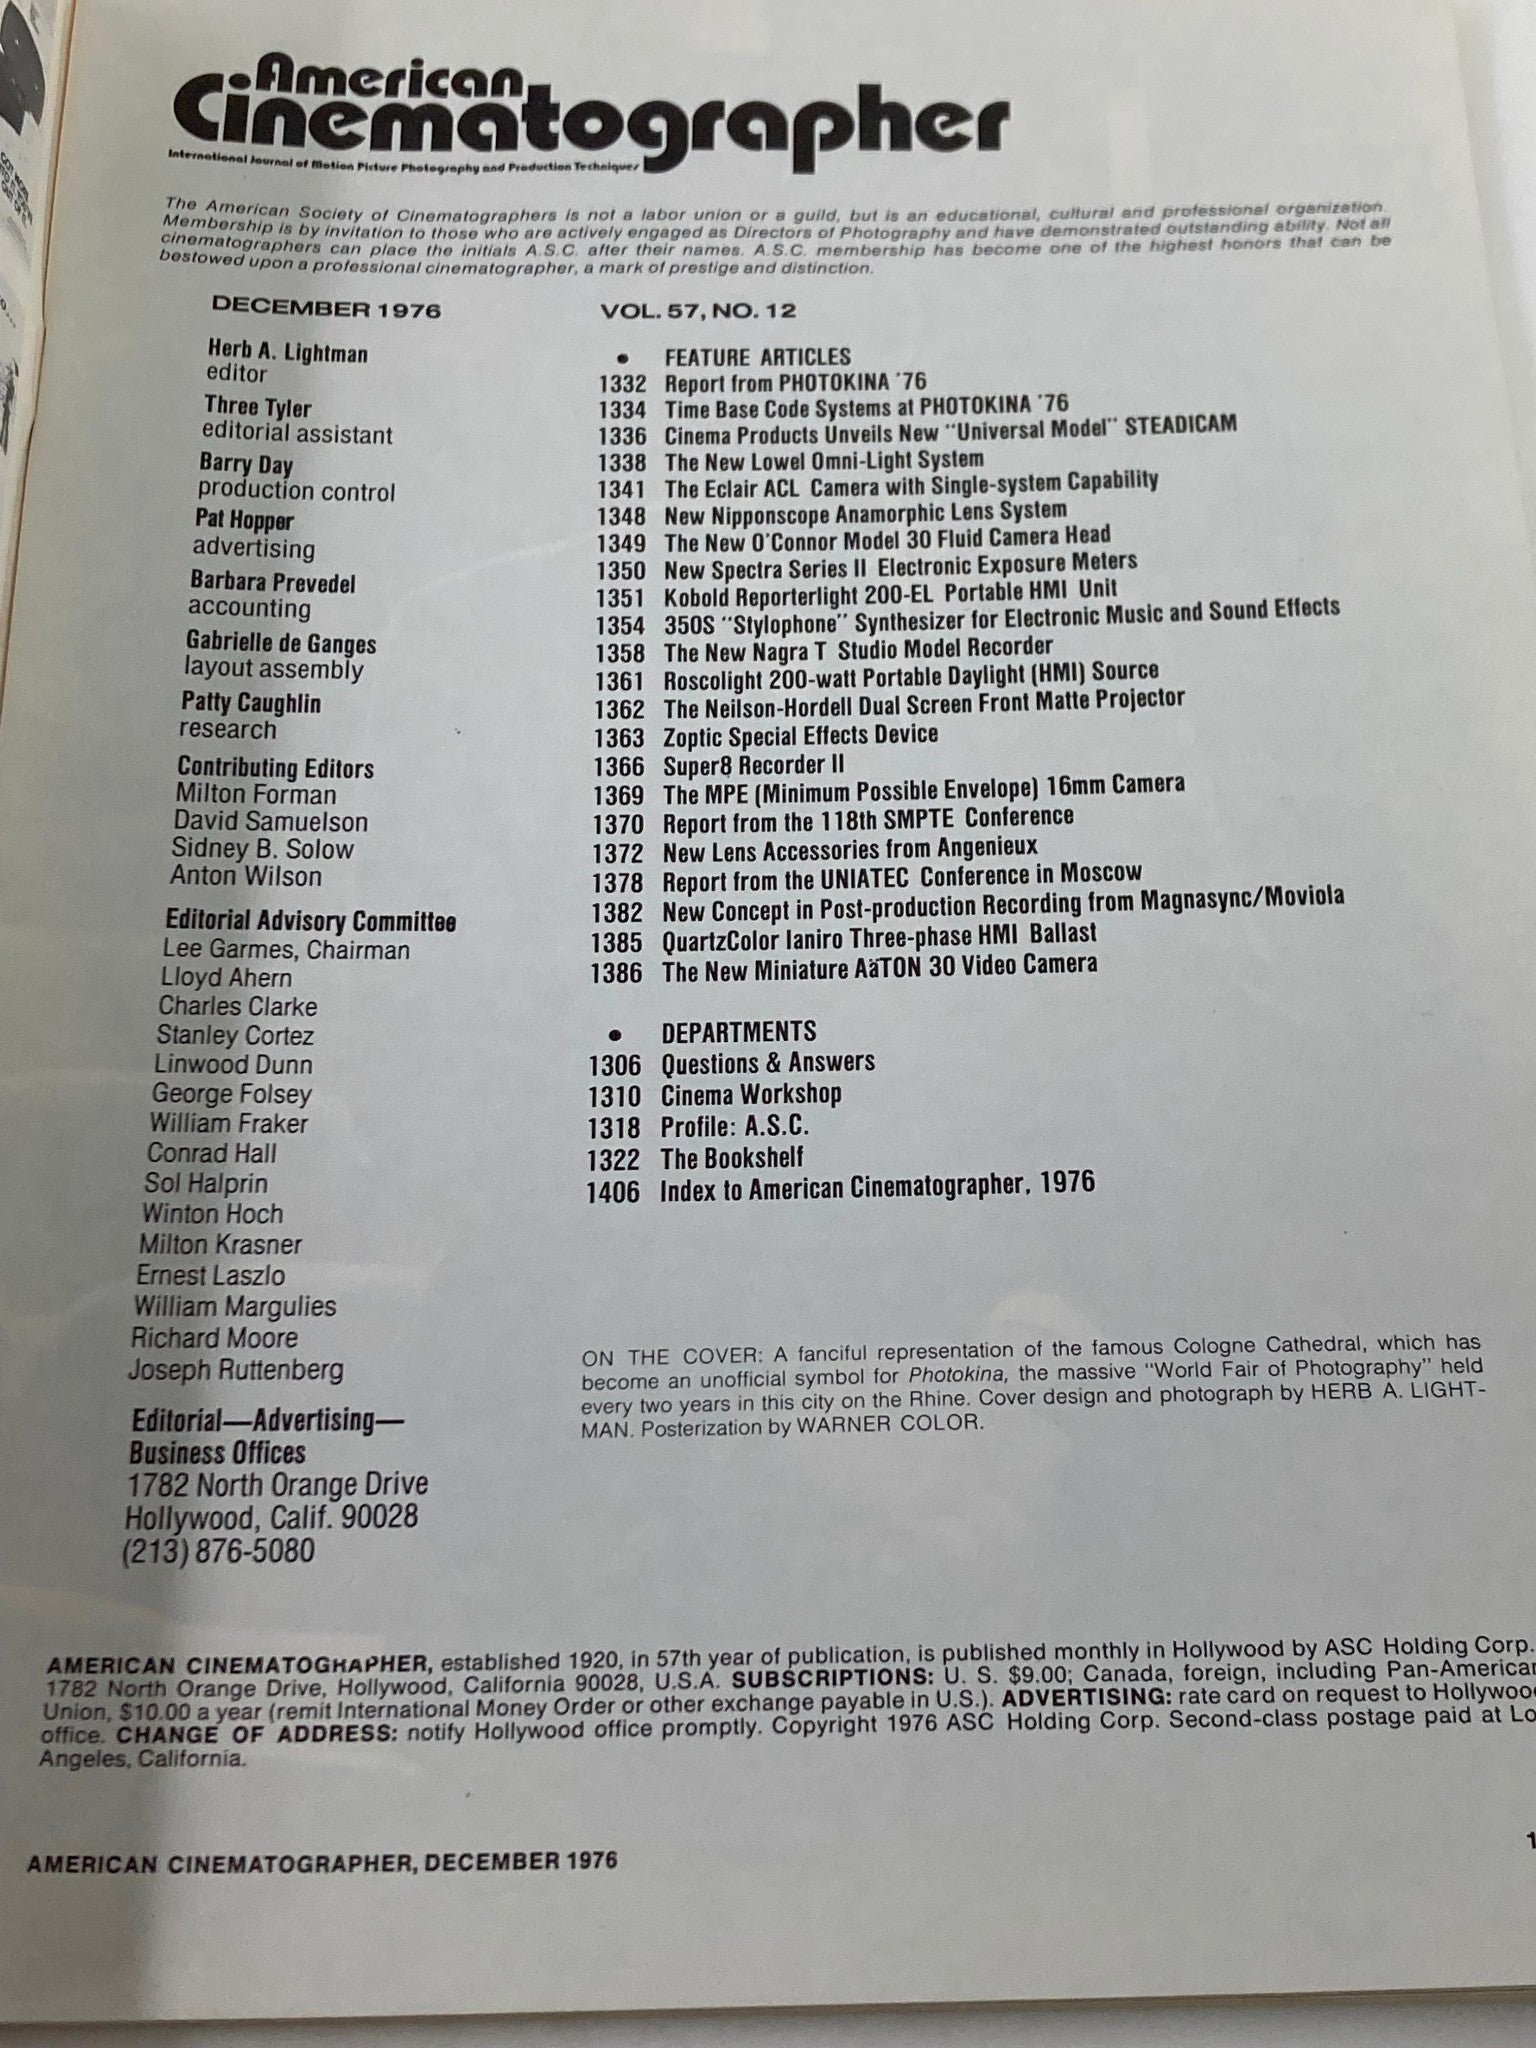 American
Cinematographer
International Journal of Motion Picture Photography and Production Techniques
The American Society of Cinematographers is not a labor union or a guild, but is an educational, cultural and professional organization.
Membership is by invitation to those who are actively engaged as Directors of Photography and have demonstrated outstanding ability. Not all
cinematographers can place the initials A.S.C. after their names. A.S.C. membership has become one of the highest honors that can be
bestowed upon a professional cinematographer, a mark of prestige and distinction.
DECEMBER 1976
Herb A. Lightman
editor
Three Tyler
editorial assistant
Barry Day
production control
Pat Hopper
advertising
Barbara Prevedel
accounting
Gabrielle de Ganges
layout assembly
Patty Caughlin
research
Contributing Editors
Milton Forman
David Samuelson
Sidney B. Solow
Anton Wilson
Editorial Advisory Committee
Lee Garmes, Chairman
Lloyd Ahern
Charles Clarke
Stanley Cortez
Linwood Dunn
George Folsey
William Fraker
Conrad Hall
Sol Halprin
Winton Hoch
Milton Krasner
Ernest Laszlo
William Margulies
Richard Moore
Joseph Ruttenberg
Editorial—Advertising—
Business Offices
1782 North Orange Drive
Hollywood, Calif. 90028
(213) 876-5080
VOL. 57, NO. 12
• FEATURE ARTICLES
1332 Report from PHOTOKINA '76
1334 Time Base Code Systems at PHOTOKINA '76
1336 Cinema Products Unveils New "Universal Model" STEADICAM
1338 The New Lowel Omni-Light System
1341 The Eclair ACL Camera with Single-system Capability
1348 New Nipponscope Anamorphic Lens System
1349 The New O'Connor Model 30 Fluid Camera Head
1350 New Spectra Series II Electronic Exposure Meters
1351 Kobold Reporterlight 200-EL Portable HMI Unit
1354 350S "Stylophone" Synthesizer for Electronic Music and Sound Effects
1358 The New Nagra T Studio Model Recorder
1361 Roscolight 200-watt Portable Daylight (HMI) Source
1362 The Neilson-Hordell Dual Screen Front Matte Projector
1363 Zoptic Special Effects Device
1366 Super8 Recorder II
1369 The MPE (Minimum Possible Envelope) 16mm Camera
1370 Report from the 118th SMPTE Conference
1372 New Lens Accessories from Angenieux
1378 Report from the UNIATEC Conference in Moscow
1382 New Concept in Post-production Recording from Magnasync/Moviola
1385 QuartzColor Ianiro Three-phase HMI Ballast
1386 The New Miniature AäTON 30 Video Camera
• DEPARTMENTS
1306 Questions & Answers
1310 Cinema Workshop
1318 Profile: A.S.C.
1322 The Bookshelf
1406 Index to American Cinematographer, 1976
ON THE COVER: A fanciful representation of the famous Cologne Cathedral, which has
become an unofficial symbol for Photokina, the massive "World Fair of Photography" held
every two years in this city on the Rhine. Cover design and photograph by HERB A. LIGHT-
MAN. Posterization by WARNER COLOR.
AMERICAN CINEMATOGRAPHER, established 1920, in 57th year of publication, is published monthly in Hollywood by ASC Holding Corp.
1782 North Orange Drive, Hollywood, California 90028, U.S.A. SUBSCRIPTIONS: U. S. $9.00; Canada, foreign, including Pan-American
Union, $10.00 a year (remit International Money Order or other exchange payable in U.S.). ADVERTISING: rate card on request to Hollywoo
office. CHANGE OF ADDRESS: notify Hollywood office promptly. Copyright 1976 ASC Holding Corp. Second-class postage paid at Lo
Angeles, California.
AMERICAN CINEMATOGRAPHER, DECEMBER 1976
1